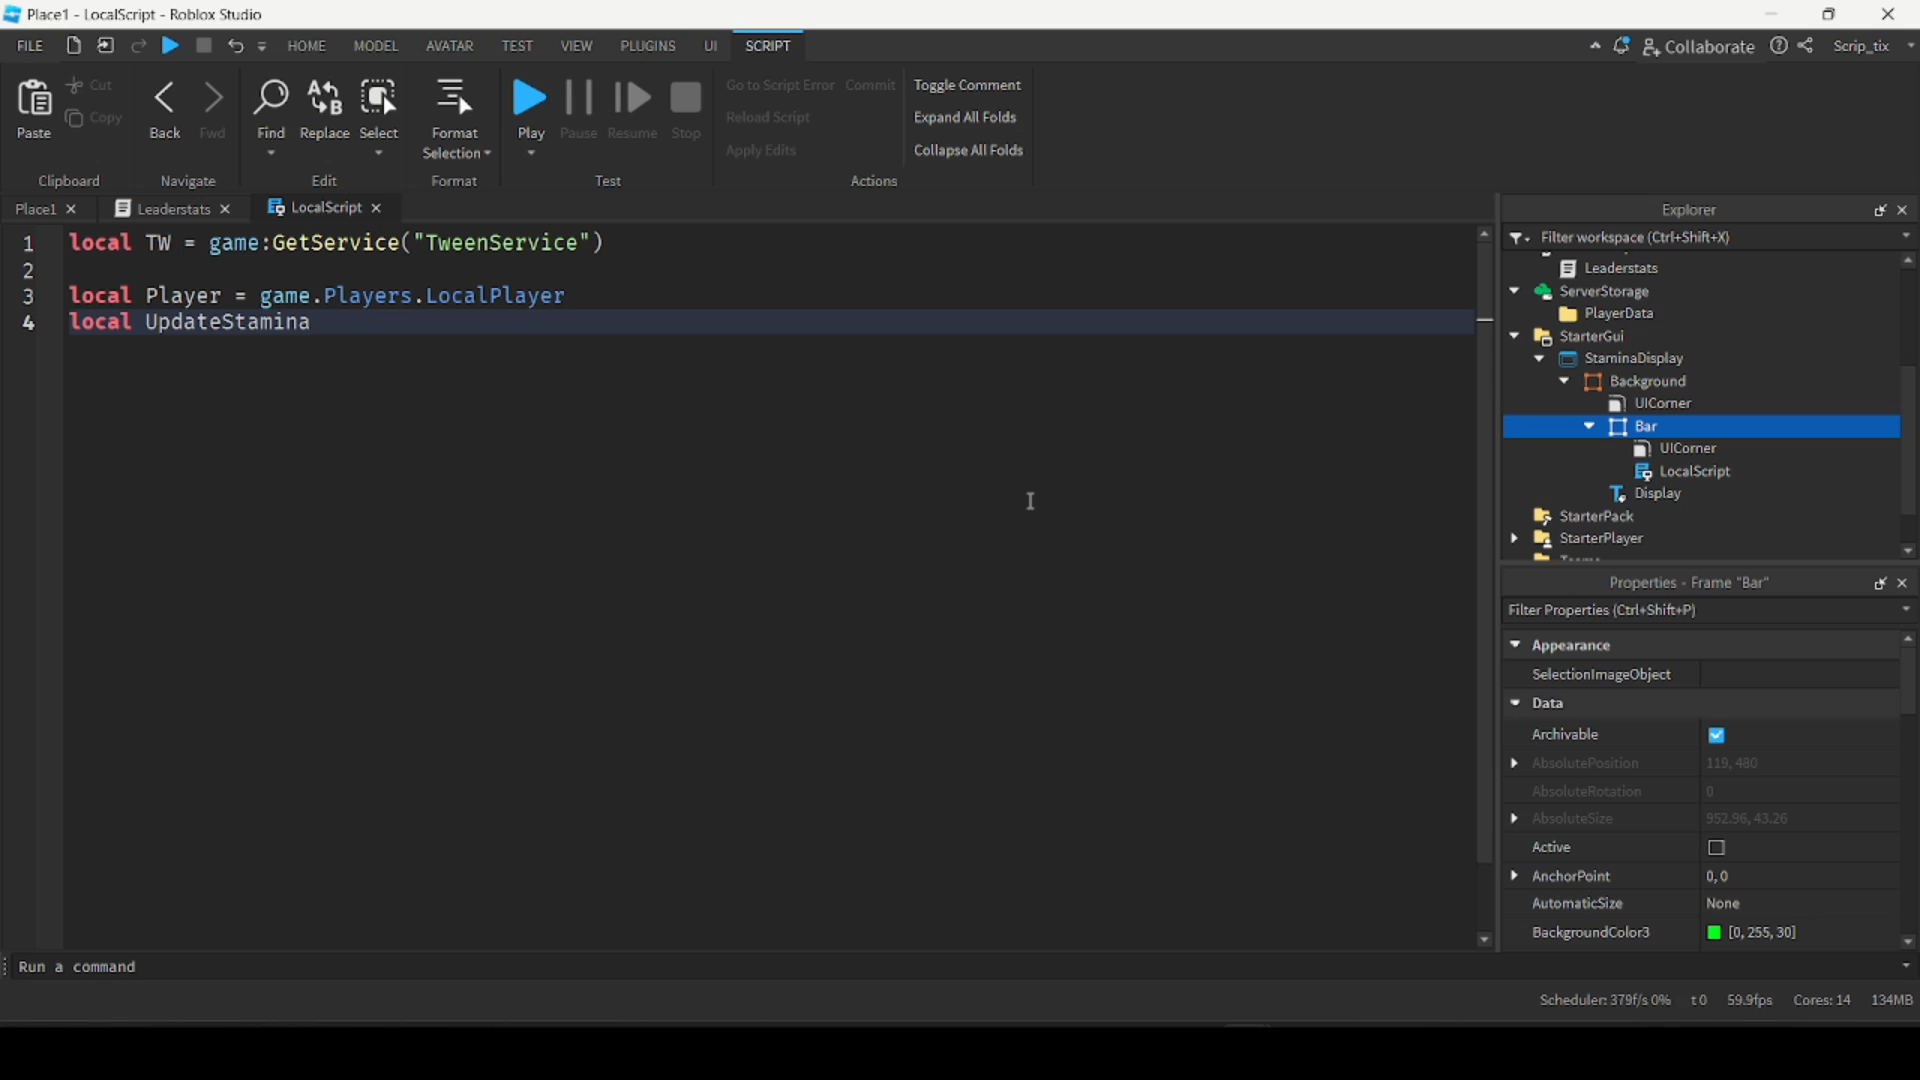 Place1 - LocalScript - Roblox Studio
FILE HOME MODEL AVATAR TEST VIEW PLUGINS UI SCRIPT Collaborate Scrip_tix
Paste Cut Copy Back Fwd Find Replace Select Format Selection Play Pause Resume Stop
Go to Script Error Commit Toggle Comment
Reload Script Expand All Folds
Apply Edits Collapse All Folds
Clipboard Navigate Edit Format Test Actions
Place1 Leaderstats LocalScript
1 local TW = game:GetService("TweenService")
2
3 local Player = game.Players.LocalPlayer
4 local UpdateStamina
Explorer
Filter workspace (Ctrl+Shift+X)
Leaderstats
ServerStorage
PlayerData
StarterGui
StaminaDisplay
Background
UICorner
Bar
UICorner
LocalScript
Display
StarterPack
StarterPlayer
Properties - Frame "Bar"
Filter Properties (Ctrl+Shift+P)
Appearance
SelectionImageObject
Data
Archivable
AbsolutePosition 119, 480
AbsoluteRotation 0
AbsoluteSize 952.96, 43.26
Active
AnchorPoint 0,0
AutomaticSize None
BackgroundColor3 [0, 255, 30]
Run a command
Scheduler: 379f/s 0% t0 59.9fps Cores: 14 134MB